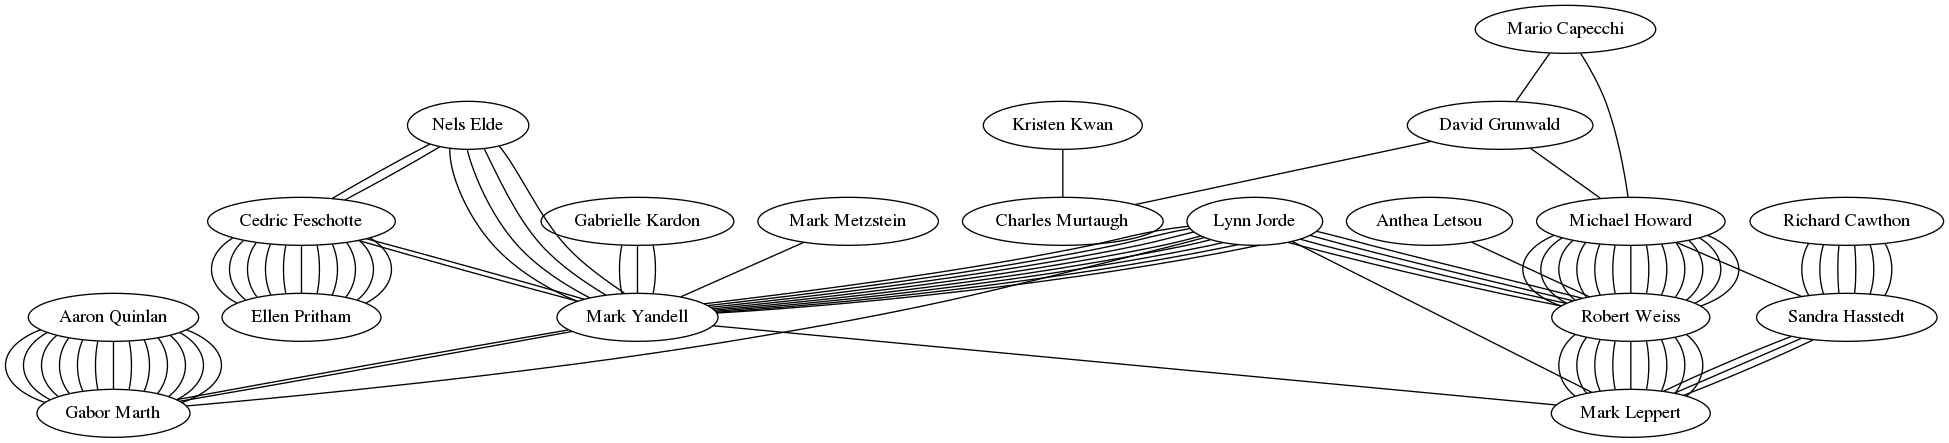 Mario Capecchi
Nels Elde
Kristen Kwan
David Grunwald
Cedric Feschotte
Gabrielle Kardon
Mark Metzstein
Charles Murtaugh
Lynn Jorde
Anthea Letsou
Michael Howard
Richard Cawthon
Aaron Quinlan
Ellen Pritham
Mark Yandell
Robert Weiss
Sandra Hasstedt
Gabor Marth
Mark Leppert